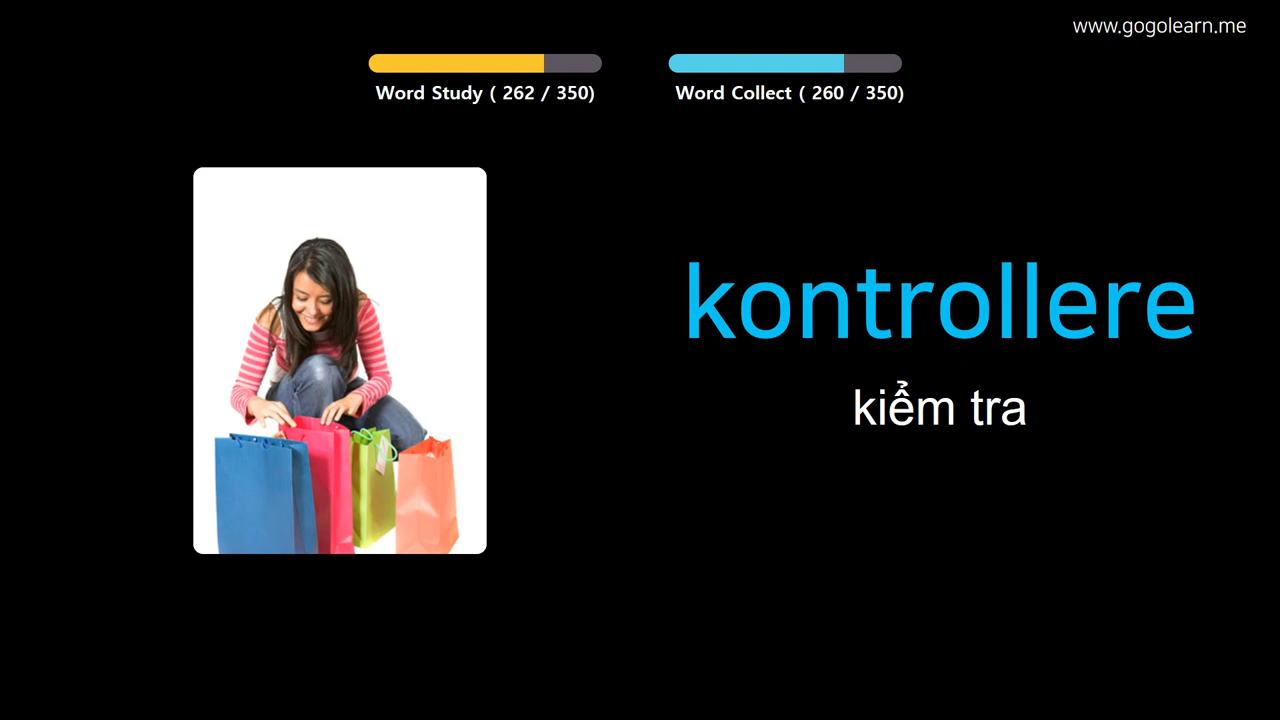 www.gogolearn.me
Word Study ( 262 / 350)
Word Collect ( 260 / 350)
kontrollere
kiểm tra